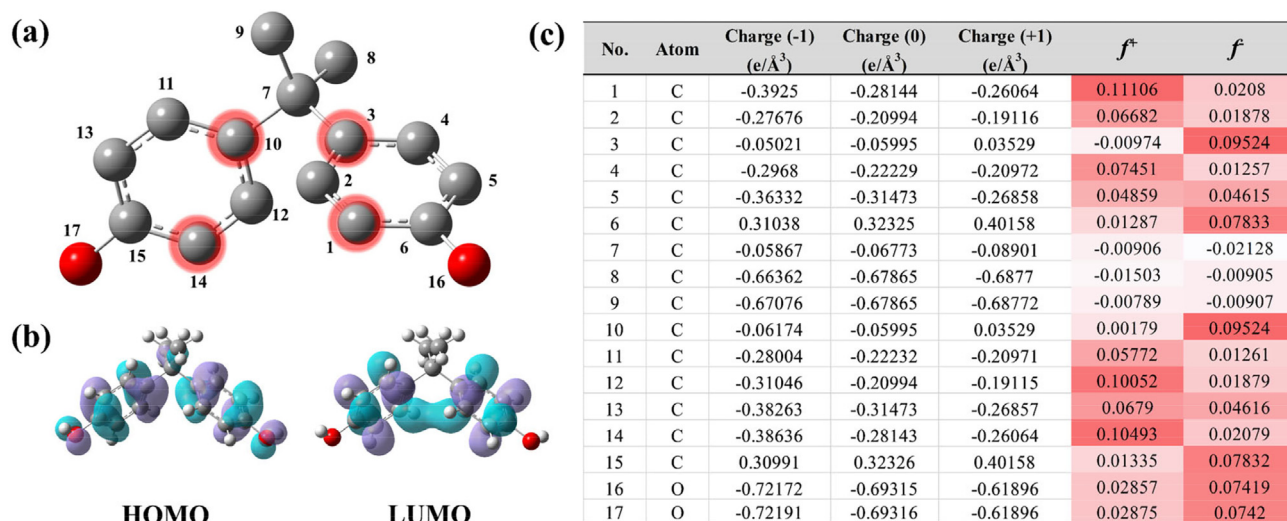 (a)
9
8
7
11
3
4
13
10
2
5
12
17
1
6
15
14
16
(b)
HOMO LUMO
(c)
No. Atom Charge (-1) (e/Å³) Charge (0) (e/Å³) Charge (+1) (e/Å³) f⁺ f⁻
1 C -0.3925 -0.28144 -0.26064 0.11106 0.0208
2 C -0.27676 -0.20994 -0.19116 0.06682 0.01878
3 C -0.05021 -0.05995 0.03529 -0.00974 0.09524
4 C -0.2968 -0.22229 -0.20972 0.07451 0.01257
5 C -0.36332 -0.31473 -0.26858 0.04859 0.04615
6 C 0.31038 0.32325 0.40158 0.01287 0.07833
7 C -0.05867 -0.06773 -0.08901 -0.00906 -0.02128
8 C -0.66362 -0.67865 -0.6877 -0.01503 -0.00905
9 C -0.67076 -0.67865 -0.68772 -0.00789 -0.00907
10 C -0.06174 -0.05995 0.03529 0.00179 0.09524
11 C -0.28004 -0.22232 -0.20971 0.05772 0.01261
12 C -0.31046 -0.20994 -0.19115 0.10052 0.01879
13 C -0.38263 -0.31473 -0.26857 0.0679 0.04616
14 C -0.38636 -0.28143 -0.26064 0.10493 0.02079
15 C 0.30991 0.32326 0.40158 0.01335 0.07832
16 O -0.72172 -0.69315 -0.61896 0.02857 0.07419
17 O -0.72191 -0.69316 -0.61896 0.02875 0.0742